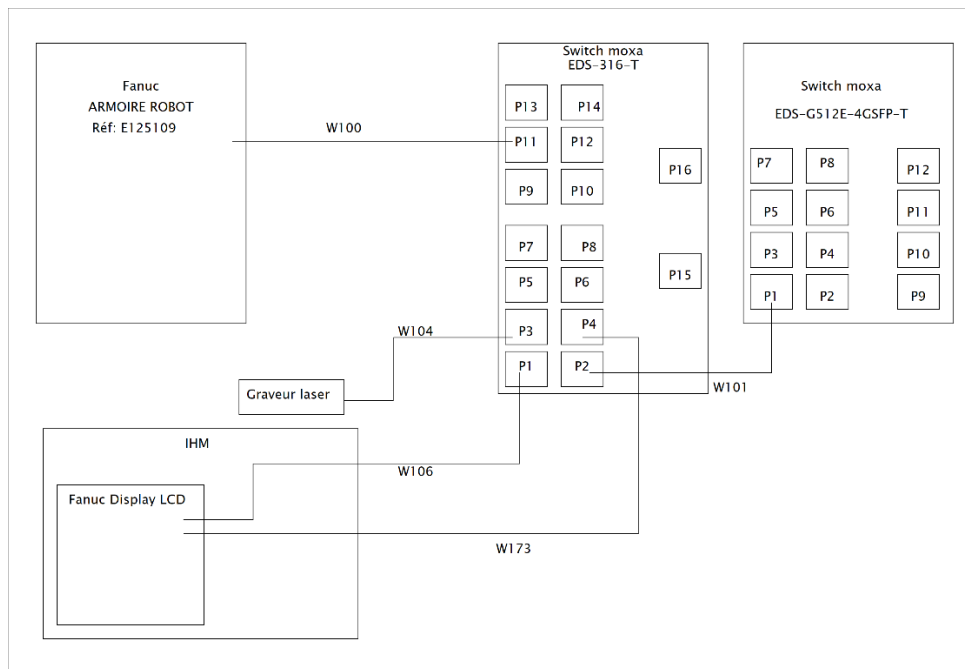 Fanuc
ARMOIRE ROBOT
Réf: E125109
W100
Switch moxa
EDS-316-T
P13 P14
P11 P12
P9 P10
P16
P7 P8
P5 P6
P15
P3 P4
P1 P2
Switch moxa
EDS-G512E-4GSFP-T
P7 P8 P12
P5 P6 P11
P3 P4 P10
P1 P2 P9
W104
W101
Graveur laser
IHM
W106
Fanuc Display LCD
W173